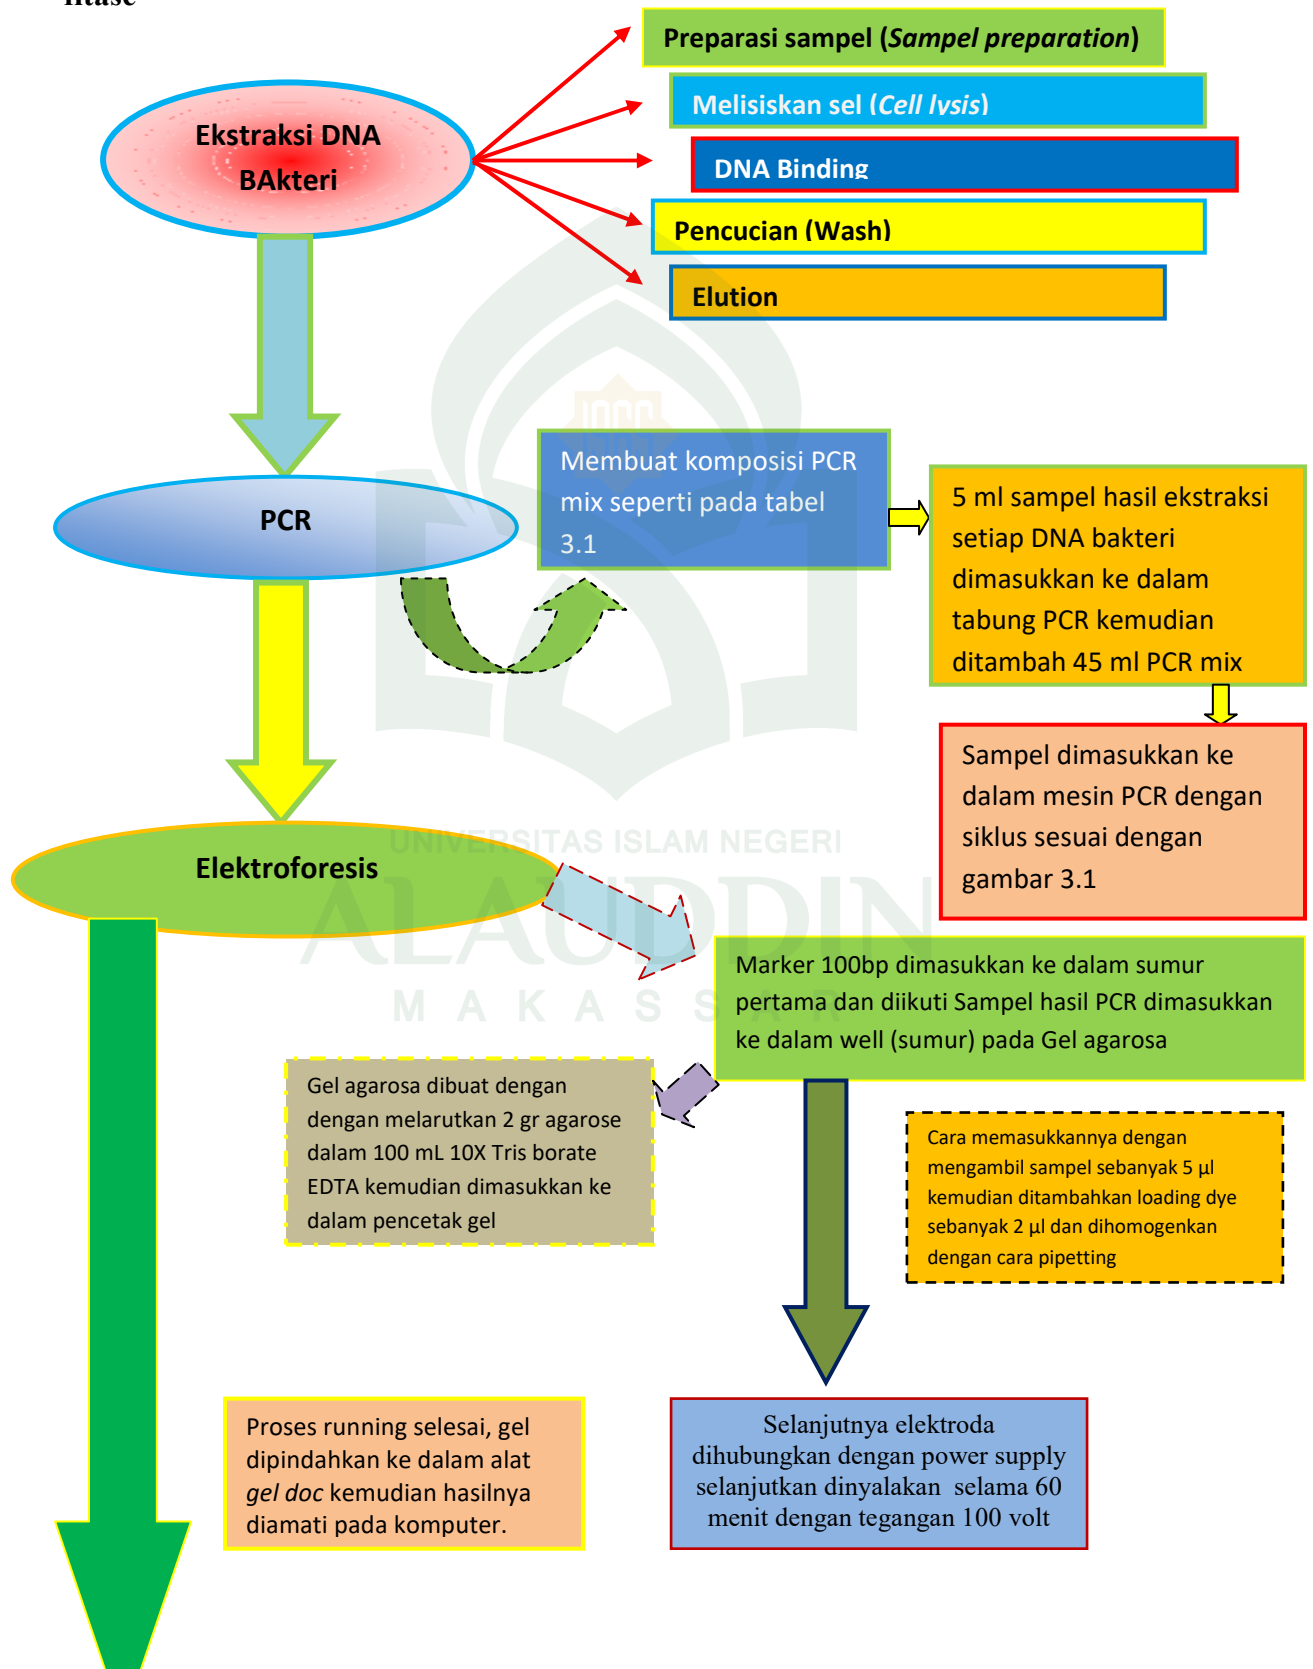 Preparasi sampel (Sampel preparation)
Ekstraksi DNA
BAkteri
Melisiskan sel (Cell lysis)
DNA Binding
Pencucian (Wash)
Elution
PCR
Membuat komposisi PCR
mix seperti pada tabel
3.1
5 ml sampel hasil ekstraksi
setiap DNA bakteri
dimasukkan ke dalam
tabung PCR kemudian
ditambah 45 ml PCR mix
Sampel dimasukkan ke
dalam mesin PCR dengan
siklus sesuai dengan
gambar 3.1
Elektroforesis
UNIVERSITAS ISLAM NEGERI
ALAUDDIN
MAKASSAR
Marker 100bp dimasukkan ke dalam sumur
pertama dan diikuti Sampel hasil PCR dimasukkan
ke dalam well (sumur) pada Gel agarosa
Gel agarosa dibuat dengan
dengan melarutkan 2 gr agarose
dalam 100 mL 10X Tris borate
EDTA kemudian dimasukkan ke
dalam pencetak gel
Cara memasukkannya dengan
mengambil sampel sebanyak 5 µl
kemudian ditambahkan loading dye
sebanyak 2 µl dan dihomogenkan
dengan cara pipetting
Proses running selesai, gel
dipindahkan ke dalam alat
gel doc kemudian hasilnya
diamati pada komputer.
Selanjutnya elektroda
dihubungkan dengan power supply
selanjutkan dinyalakan selama 60
menit dengan tegangan 100 volt